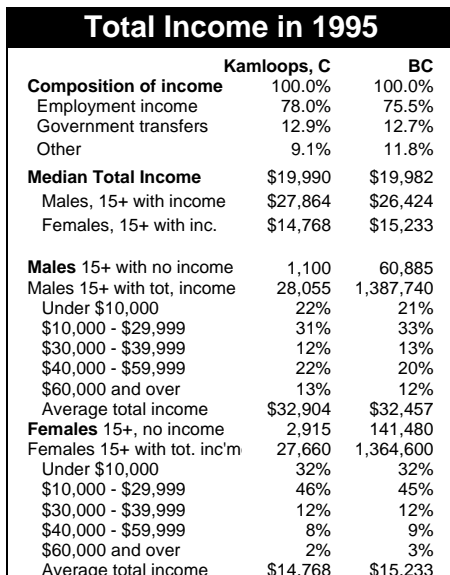 Total Income in 1995
Kamloops, C BC
Composition of income 100.0% 100.0%
Employment income 78.0% 75.5%
Government transfers 12.9% 12.7%
Other 9.1% 11.8%
Median Total Income $19,990 $19,982
Males, 15+ with income $27,864 $26,424
Females, 15+ with inc. $14,768 $15,233
Males 15+ with no income 1,100 60,885
Males 15+ with tot, income 28,055 1,387,740
Under $10,000 22% 21%
$10,000 - $29,999 31% 33%
$30,000 - $39,999 12% 13%
$40,000 - $59,999 22% 20%
$60,000 and over 13% 12%
Average total income $32,904 $32,457
Females 15+, no income 2,915 141,480
Females 15+ with tot. inc'm 27,660 1,364,600
Under $10,000 32% 32%
$10,000 - $29,999 46% 45%
$30,000 - $39,999 12% 12%
$40,000 - $59,999 8% 9%
$60,000 and over 2% 3%
Average total income $14,768 $15,233